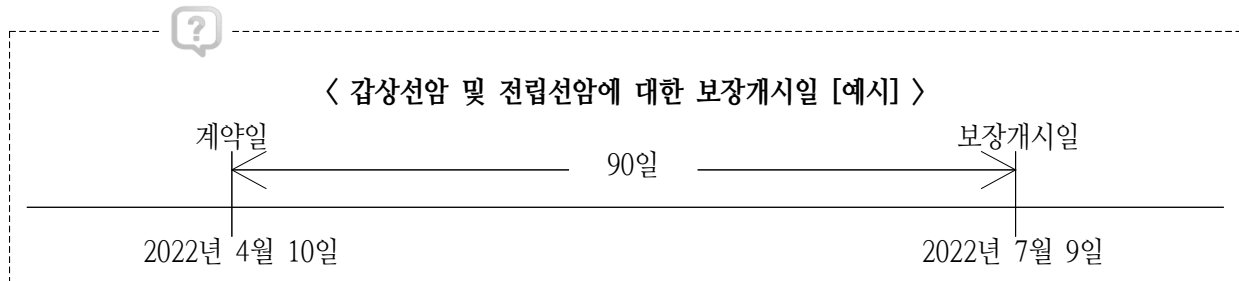 ?
〈 갑상선암 및 전립선암에 대한 보장개시일 [예시] 〉
계약일 보장개시일
90일
2022년 4월 10일 2022년 7월 9일